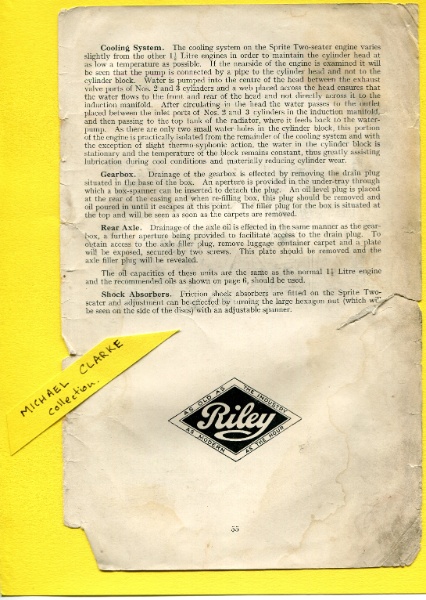 Cooling System. The cooling system on the Sprite Two-seater engine varies
slightly from the other 1½ Litre engines in order to maintain the cylinder head at
as low a temperature as possible. If the nearside of the engine is examined it will
be seen that the pump is connected by a pipe to the cylinder head and not to the
cylinder block. Water is pumped into the centre of the head between the exhaust
valve ports of Nos. 2 and 3 cylinders and a web placed across the head ensures that
the water flows to the front and rear of the head and not directly across it to the
induction manifold. After circulating in the head the water passes to the outlet
placed between the inlet ports of Nos. 2 and 3 cylinders in the induction manifold,
and then passing to the top tank of the radiator, where it feeds back to the water-
pump. As there are only two small water holes in the cylinder block, this portion
of the engine is practically isolated from the remainder of the cooling system and with
the exception of slight thermo-syphonic action, the water in the cylinder block is
stationary and the temperature of the block remains constant, thus greatly assisting
lubrication during cool conditions and materially reducing cylinder wear.
Gearbox. Drainage of the gearbox is effected by removing the drain plug
situated in the base of the box. An aperture is provided in the under-tray through
which a box-spanner can be inserted to detach the plug. An oil level plug is placed
at the rear of the casing and when re-filling box, this plug should be removed and
oil poured in until it escapes at this point. The filler plug for the box is situated at
the top and will be seen as soon as the carpets are removed.
Rear Axle. Drainage of the axle oil is effected in the same manner as the gear-
box, a further aperture being provided to facilitate access to the drain plug. To
obtain access to the axle filler plug, remove luggage container carpet and a plate
will be exposed, secured by two screws. This plate should be removed and the
axle filler plug will be revealed.
The oil capacities of these units are the same as the normal 1½ Litre engine
and the recommended oils as shown on page 6, should be used.
Shock Absorbers. Friction shock absorbers are fitted on the Sprite Two-
seater and adjustment can be effected by turning the large hexagon nut (which will
be seen on the side of the discs) with an adjustable spanner.
MICHAEL CLARKE
Collection.
AS OLD AS THE INDUSTRY
Riley
AS MODERN AS THE HOUR
55